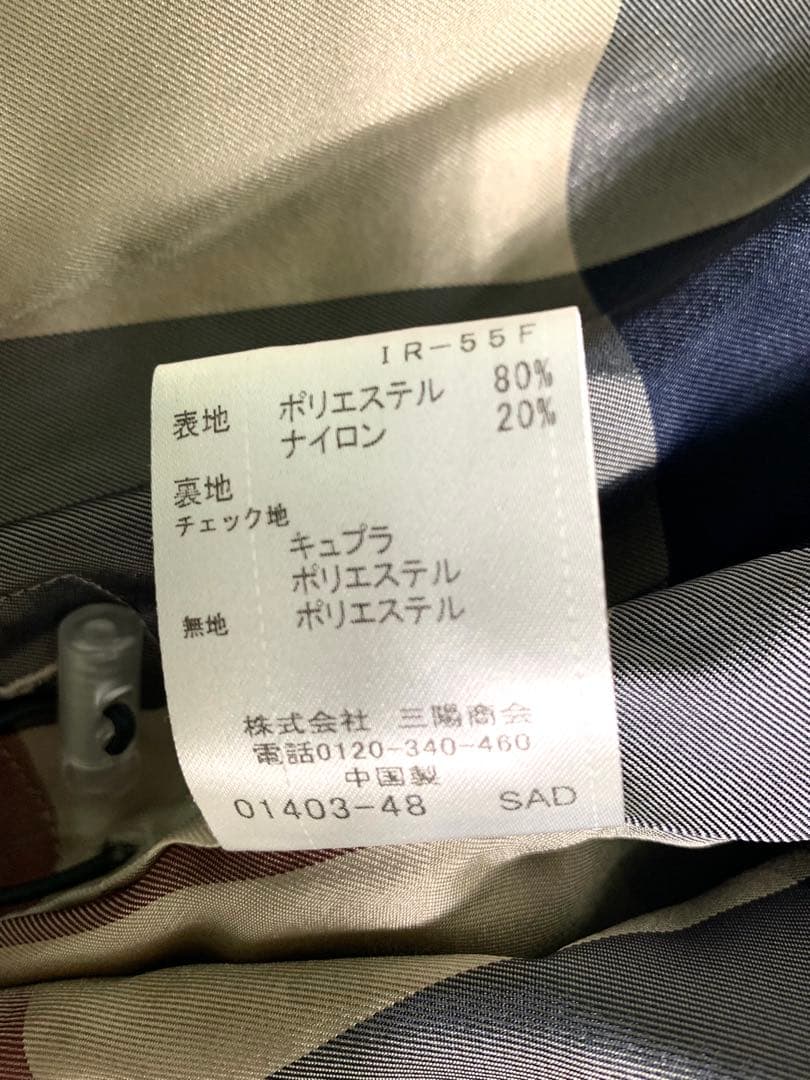 IR-55F
表地 ポリエステル 80%
ナイロン 20%
裏地
チェック地
キュプラ
ポリエステル
無地 ポリエステル
株式会社 三陽商会
電話0120-340-460
中国製
01403-48 SAD